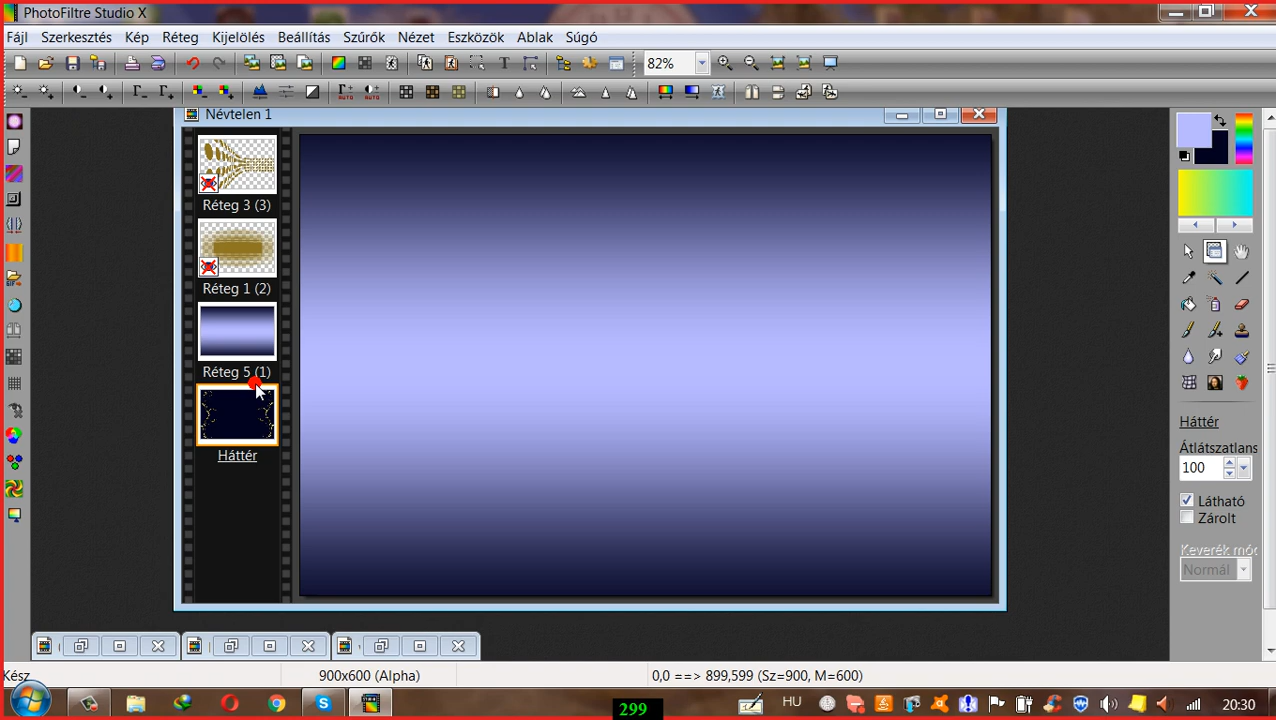 PhotoFiltre Studio X
Fájl Szerkesztés Kép Réteg Kijelölés Beállítás Szűrők Nézet Eszközök Ablak Súgó
82%
Névtelen 1
Réteg 3 (3)
Réteg 1 (2)
Réteg 5 (1)
Háttér
Háttér
Átlátszatlans
100
Látható
Zárolt
Keverék mód
Normál
Kész 900x600 (Alpha) 0,0 ==> 899,599 (Sz=900, M=600)
299
HU
20:30